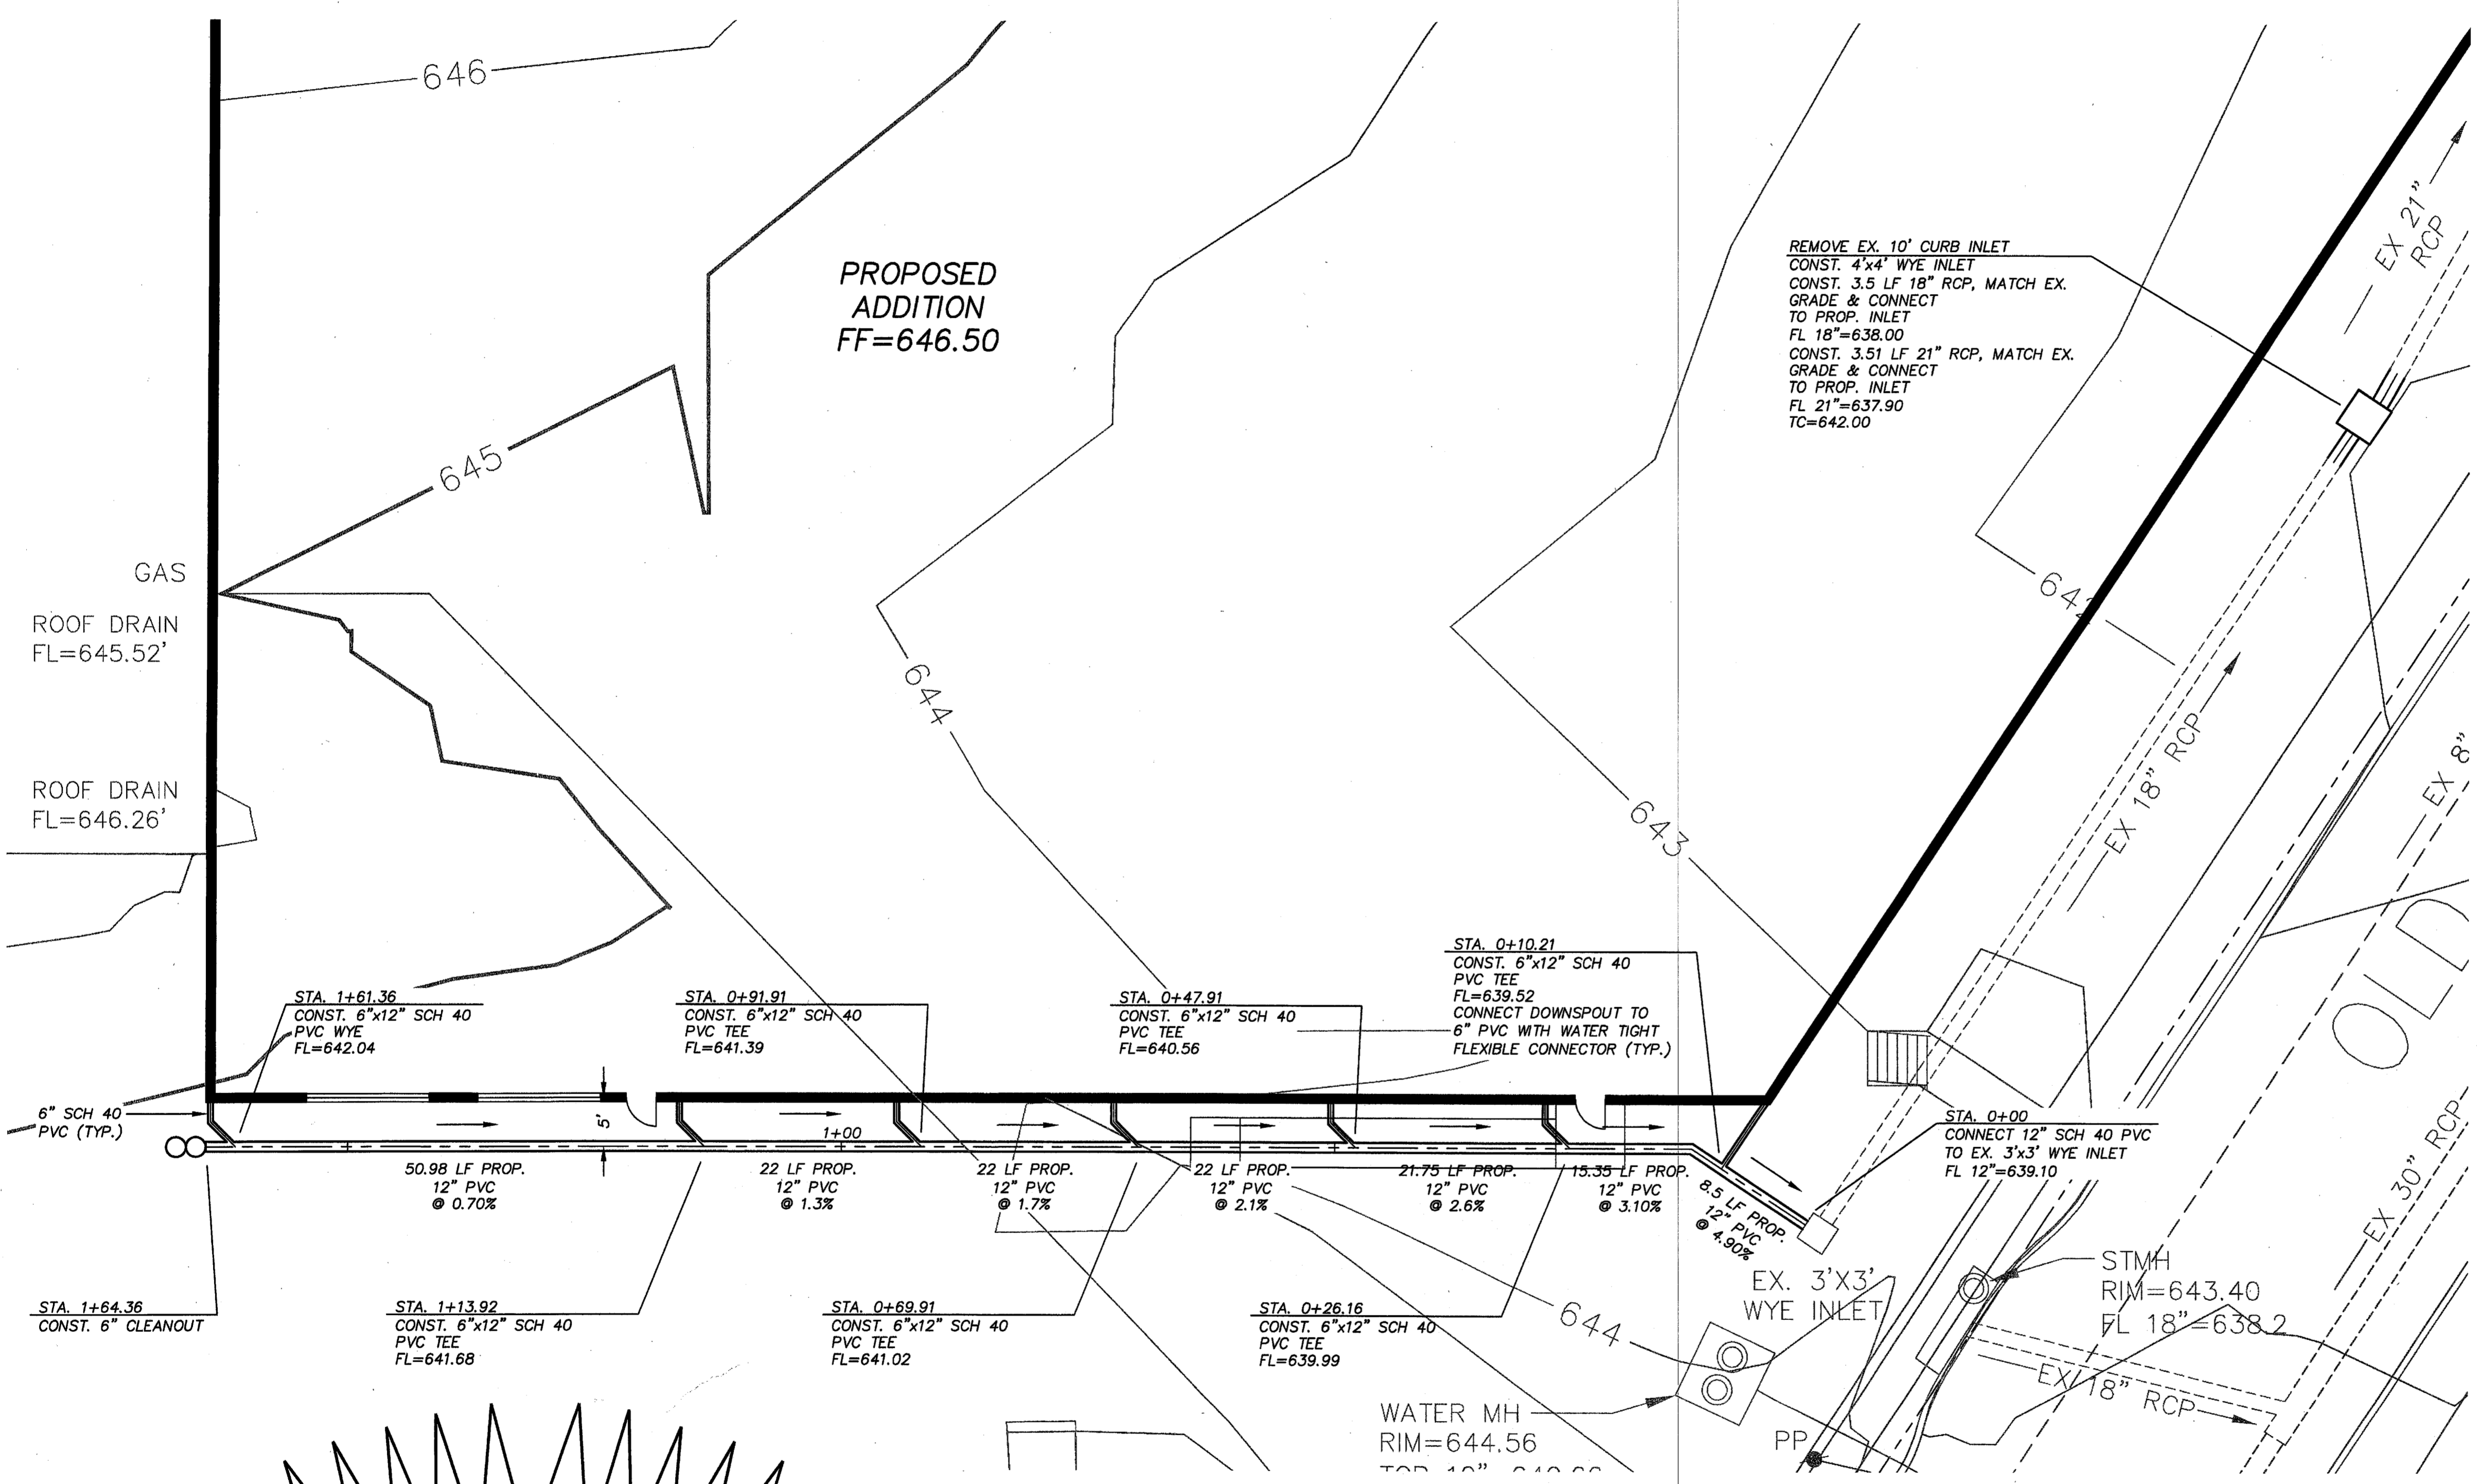 646
PROPOSED
ADDITION
FF=646.50
REMOVE EX. 10' CURB INLET
CONST. 4'x4' WYE INLET
CONST. 3.5 LF 18" RCP, MATCH EX.
GRADE & CONNECT
TO PROP. INLET
FL 18"=638.00
CONST. 3.51 LF 21" RCP, MATCH EX.
GRADE & CONNECT
TO PROP. INLET
FL 21"=637.90
TC=642.00
EX 21"
RCP
645
GAS
ROOF DRAIN
FL=645.52'
642
644
EX 18" RCP
ROOF DRAIN
FL=646.26'
643
EX 8"
OLD
STA. 1+61.36
CONST. 6"x12" SCH 40
PVC WYE
FL=642.04
STA. 0+91.91
CONST. 6"x12" SCH 40
PVC TEE
FL=641.39
STA. 0+47.91
CONST. 6"x12" SCH 40
PVC TEE
FL=640.56
STA. 0+10.21
CONST. 6"x12" SCH 40
PVC TEE
FL=639.52
CONNECT DOWNSPOUT TO
6" PVC WITH WATER TIGHT
FLEXIBLE CONNECTOR (TYP.)
6" SCH 40
PVC (TYP.)
5'
1+00
STA. 0+00
CONNECT 12" SCH 40 PVC
TO EX. 3'x3' WYE INLET
FL 12"=639.10
50.98 LF PROP.
12" PVC
@ 0.70%
22 LF PROP.
12" PVC
@ 1.3%
22 LF PROP.
12" PVC
@ 1.7%
22 LF PROP.
12" PVC
@ 2.1%
21.75 LF PROP.
12" PVC
@ 2.6%
15.35 LF PROP.
12" PVC
@ 3.10%
8.5 LF PROP.
12" PVC
@ 4.90%
EX 30" RCP
STA. 1+64.36
CONST. 6" CLEANOUT
STA. 1+13.92
CONST. 6"x12" SCH 40
PVC TEE
FL=641.68
STA. 0+69.91
CONST. 6"x12" SCH 40
PVC TEE
FL=641.02
STA. 0+26.16
CONST. 6"x12" SCH 40
PVC TEE
FL=639.99
644
EX. 3'X3'
WYE INLET
STMH
RIM=643.40
FL 18"=638.2
EX 18" RCP
WATER MH
RIM=644.56
PP